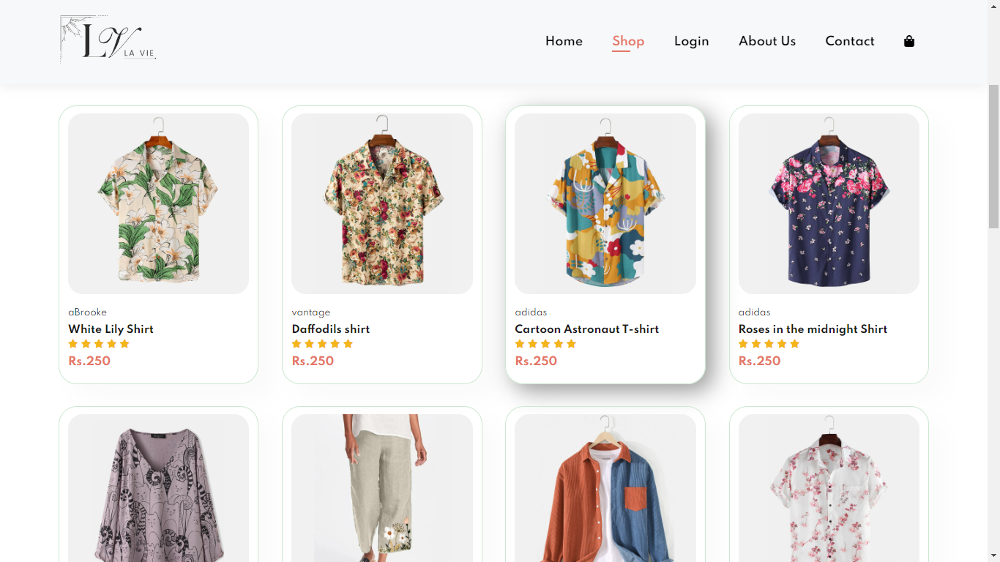 LV
LA VIE
Home Shop Login About Us Contact
aBrooke
White Lily Shirt
Rs.250
vantage
Daffodils shirt
Rs.250
adidas
Cartoon Astronaut T-shirt
Rs.250
adidas
Roses in the midnight Shirt
Rs.250